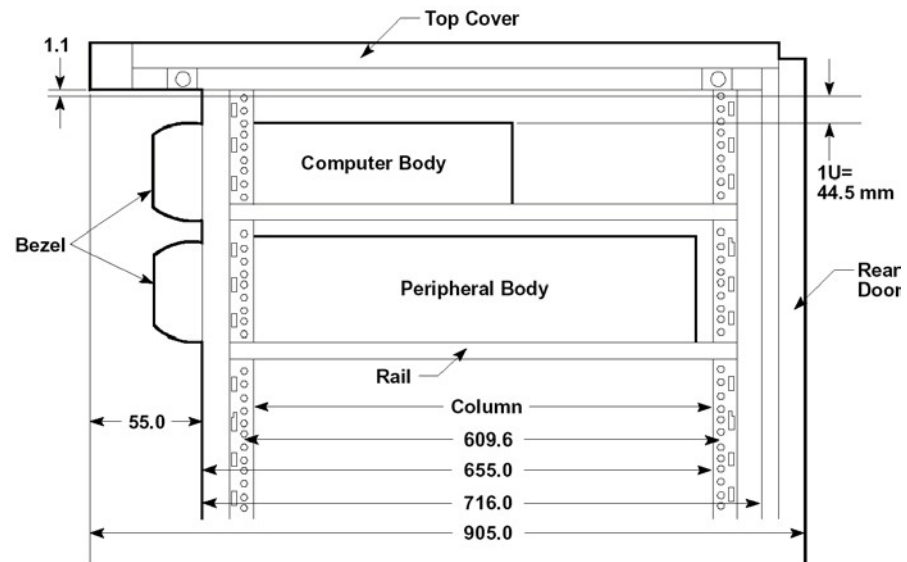 Top Cover
1.1
Computer Body
1U=
44.5 mm
Bezel
Peripheral Body
Rear
Door
Rail
Column
55.0
609.6
655.0
716.0
905.0